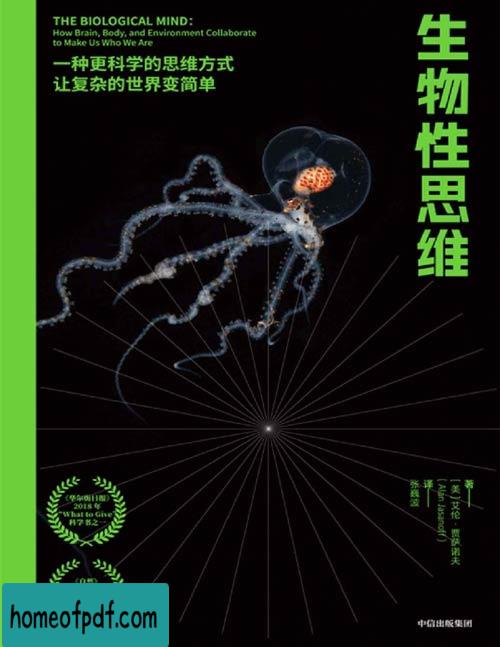 THE BIOLOGICAL MIND:
How Brain, Body, and Environment Collaborate
to Make Us Who We Are
一种更科学的思维方式
让复杂的世界变简单
生物性思维
[美]艾伦·贾萨诺夫
(Alan Jasanoff)
著
张巍波
译
《华尔街日报》
2018年
“What to Give”
科学书之一
《自然》
homeofpdf.com
中信出版集团